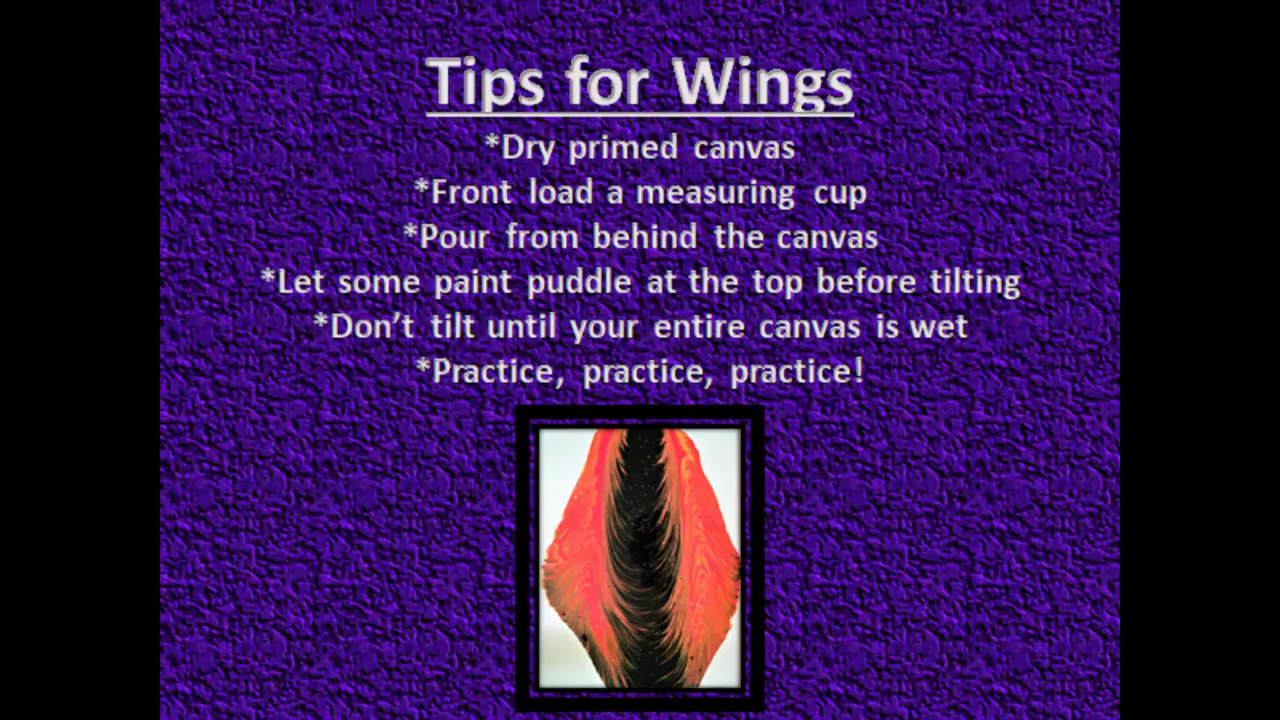 Tips for Wings
*Dry primed canvas
*Front load a measuring cup
*Pour from behind the canvas
*Let some paint puddle at the top before tilting
*Don’t tilt until your entire canvas is wet
*Practice, practice, practice!